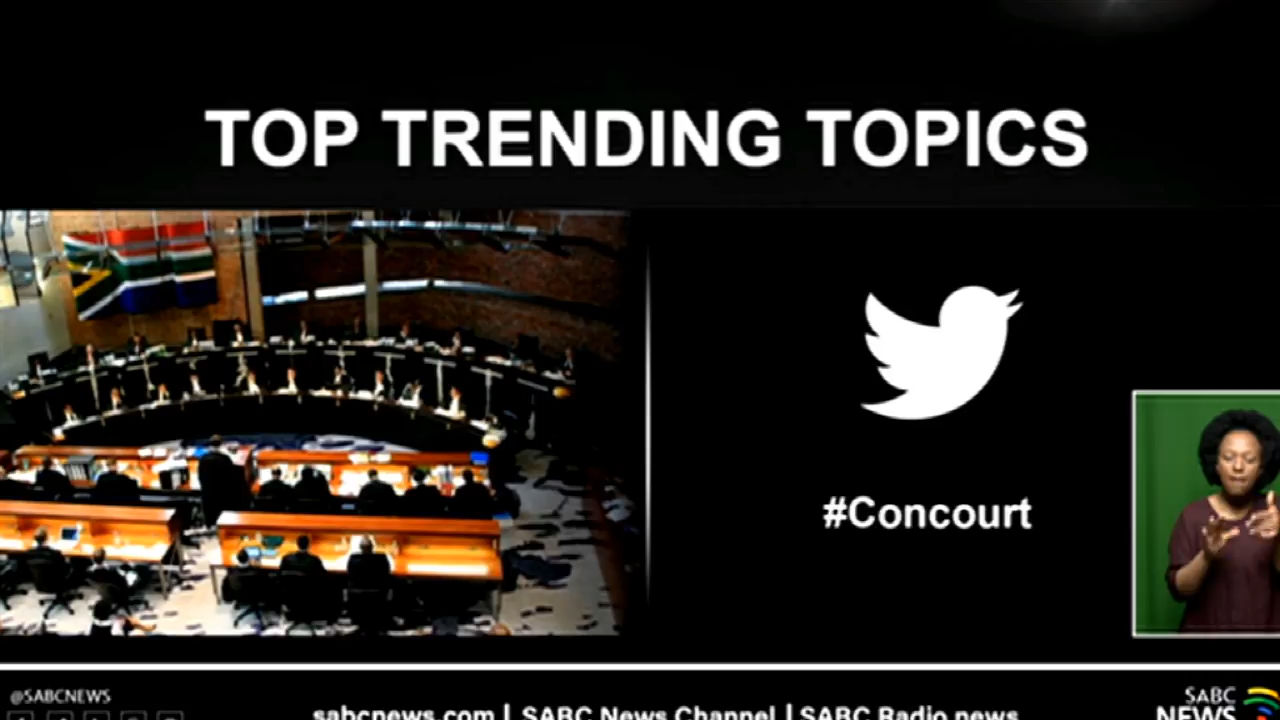 TOP TRENDING TOPICS
#Concourt
@SABCNEWS
sabcnews.com | SABC News Channel | SABC Radio news
SABC
NEWS